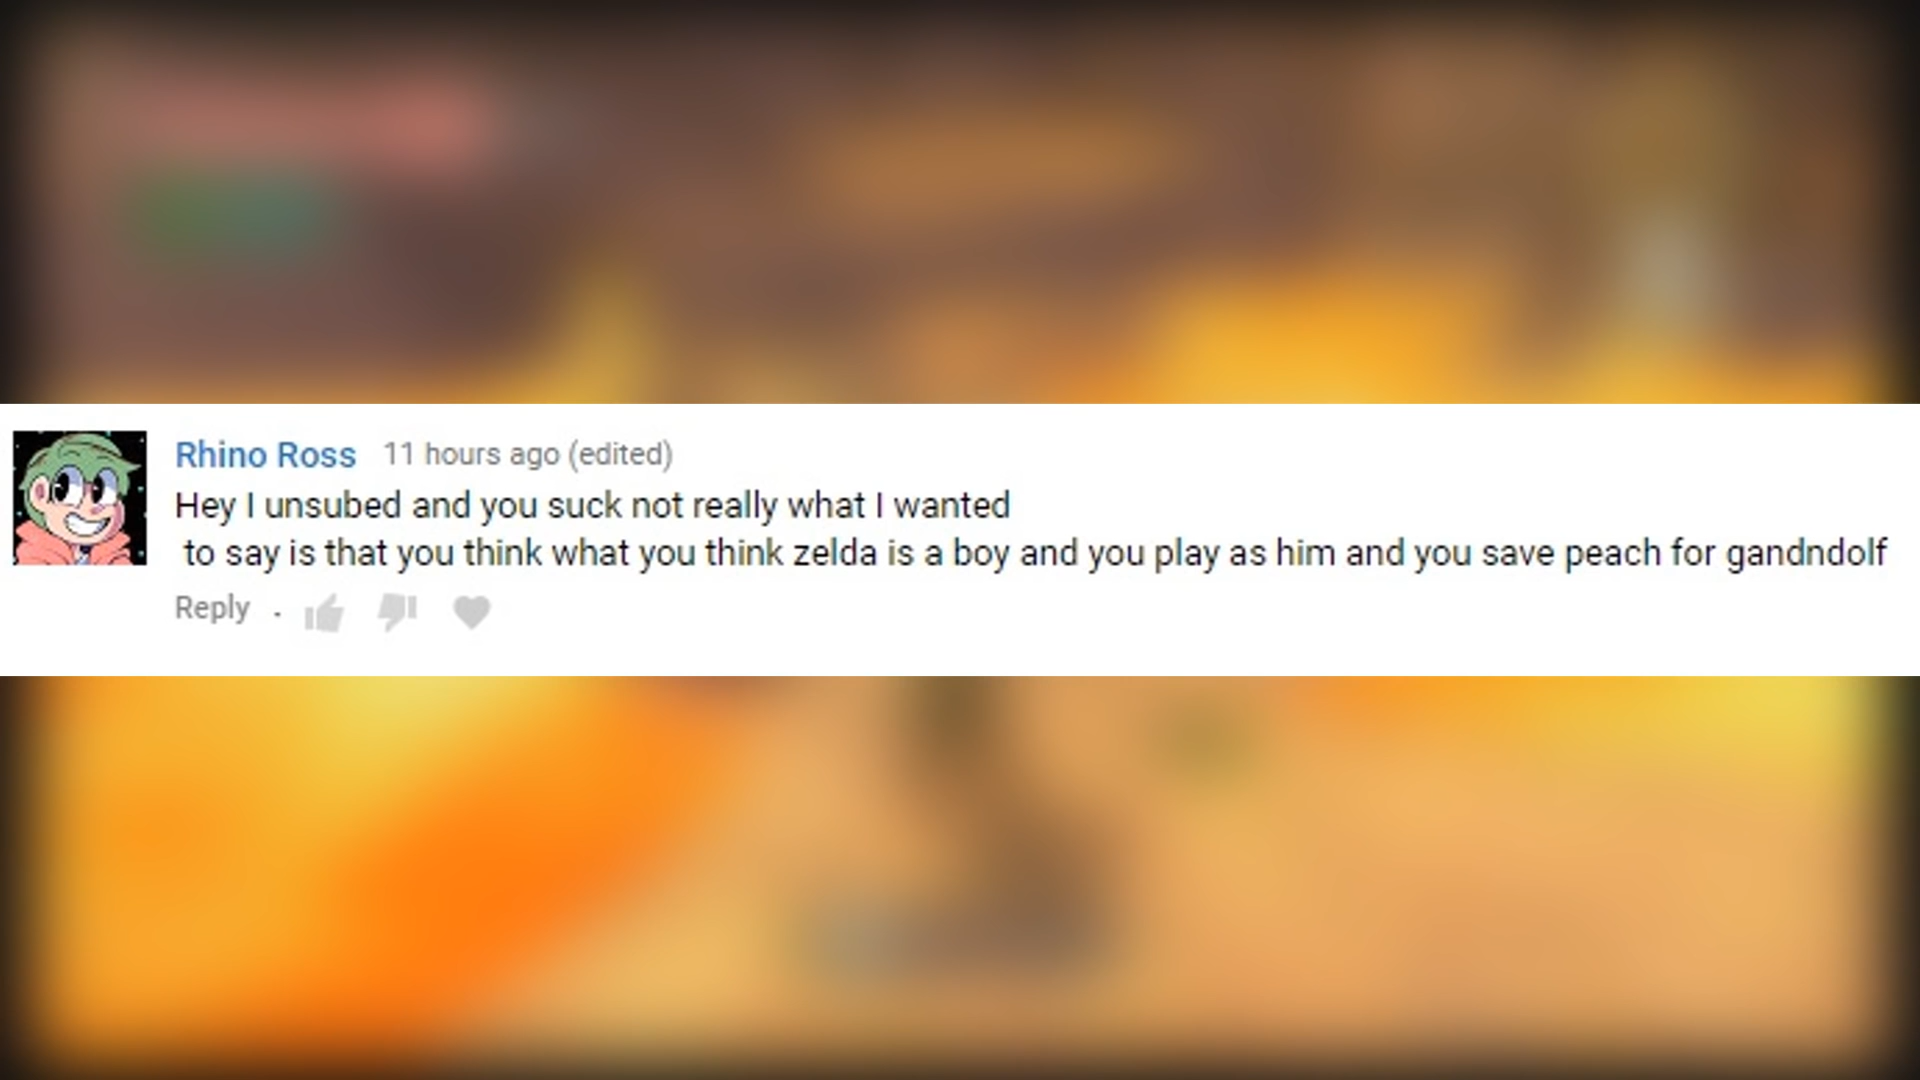 Rhino Ross 11 hours ago (edited)
Hey I unsubed and you suck not really what I wanted
to say is that you think what you think zelda is a boy and you play as him and you save peach for gandndolf
Reply .